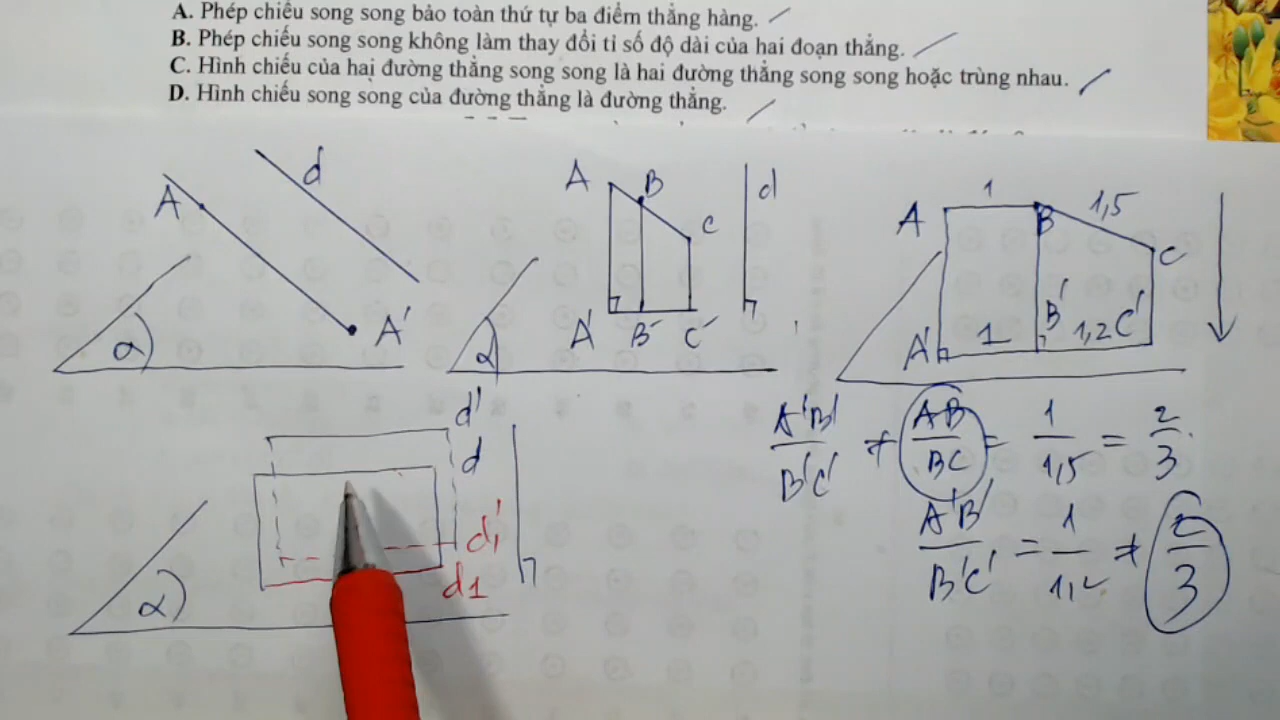 A. Phép chiếu song song bảo toàn thứ tự ba điểm thẳng hàng.
B. Phép chiếu song song không làm thay đổi tỉ số độ dài của hai đoạn thẳng.
C. Hình chiếu của hai đường thẳng song song là hai đường thẳng song song hoặc trùng nhau.
D. Hình chiếu song song của đường thẳng là đường thẳng.
A d A' α
A B C d A' B' C' α
A 1 B 1,5 C A' 1 B' 1,2 C'
d' d d1' d1 α
A'B'/B'C' ≠ AB/BC = 1/1,5 = 2/3
A'B'/B'C' = 1/1,2 ≠ 2/3